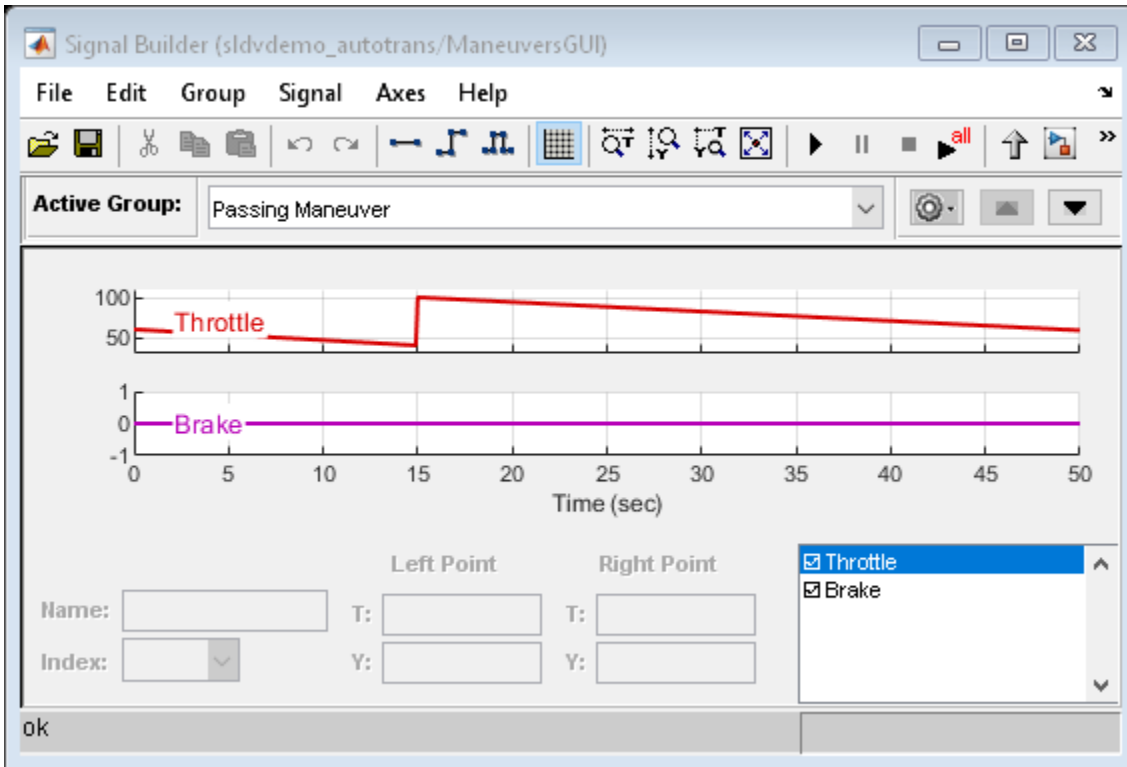 Signal Builder (sldvdemo_autotrans/ManeuversGUI)
File Edit Group Signal Axes Help
all
Active Group: Passing Maneuver
100
50
Throttle
1
0
-1
Brake
0 5 10 15 20 25 30 35 40 45 50
Time (sec)
Left Point Right Point
Name: T: T:
Index: Y: Y:
Throttle
Brake
ok